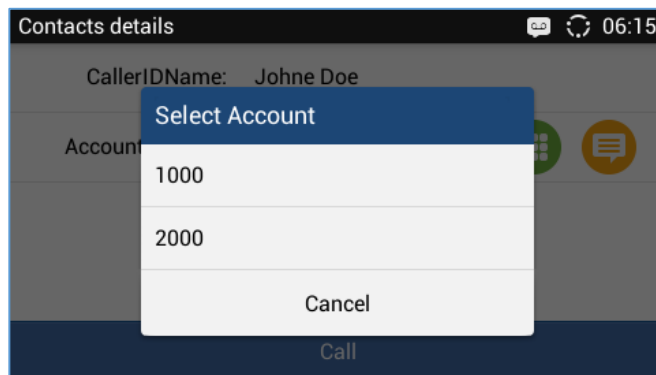 Contacts details 06:15
CallerIDName: Johne Doe
Select Account
Account
1000
2000
Cancel
Call